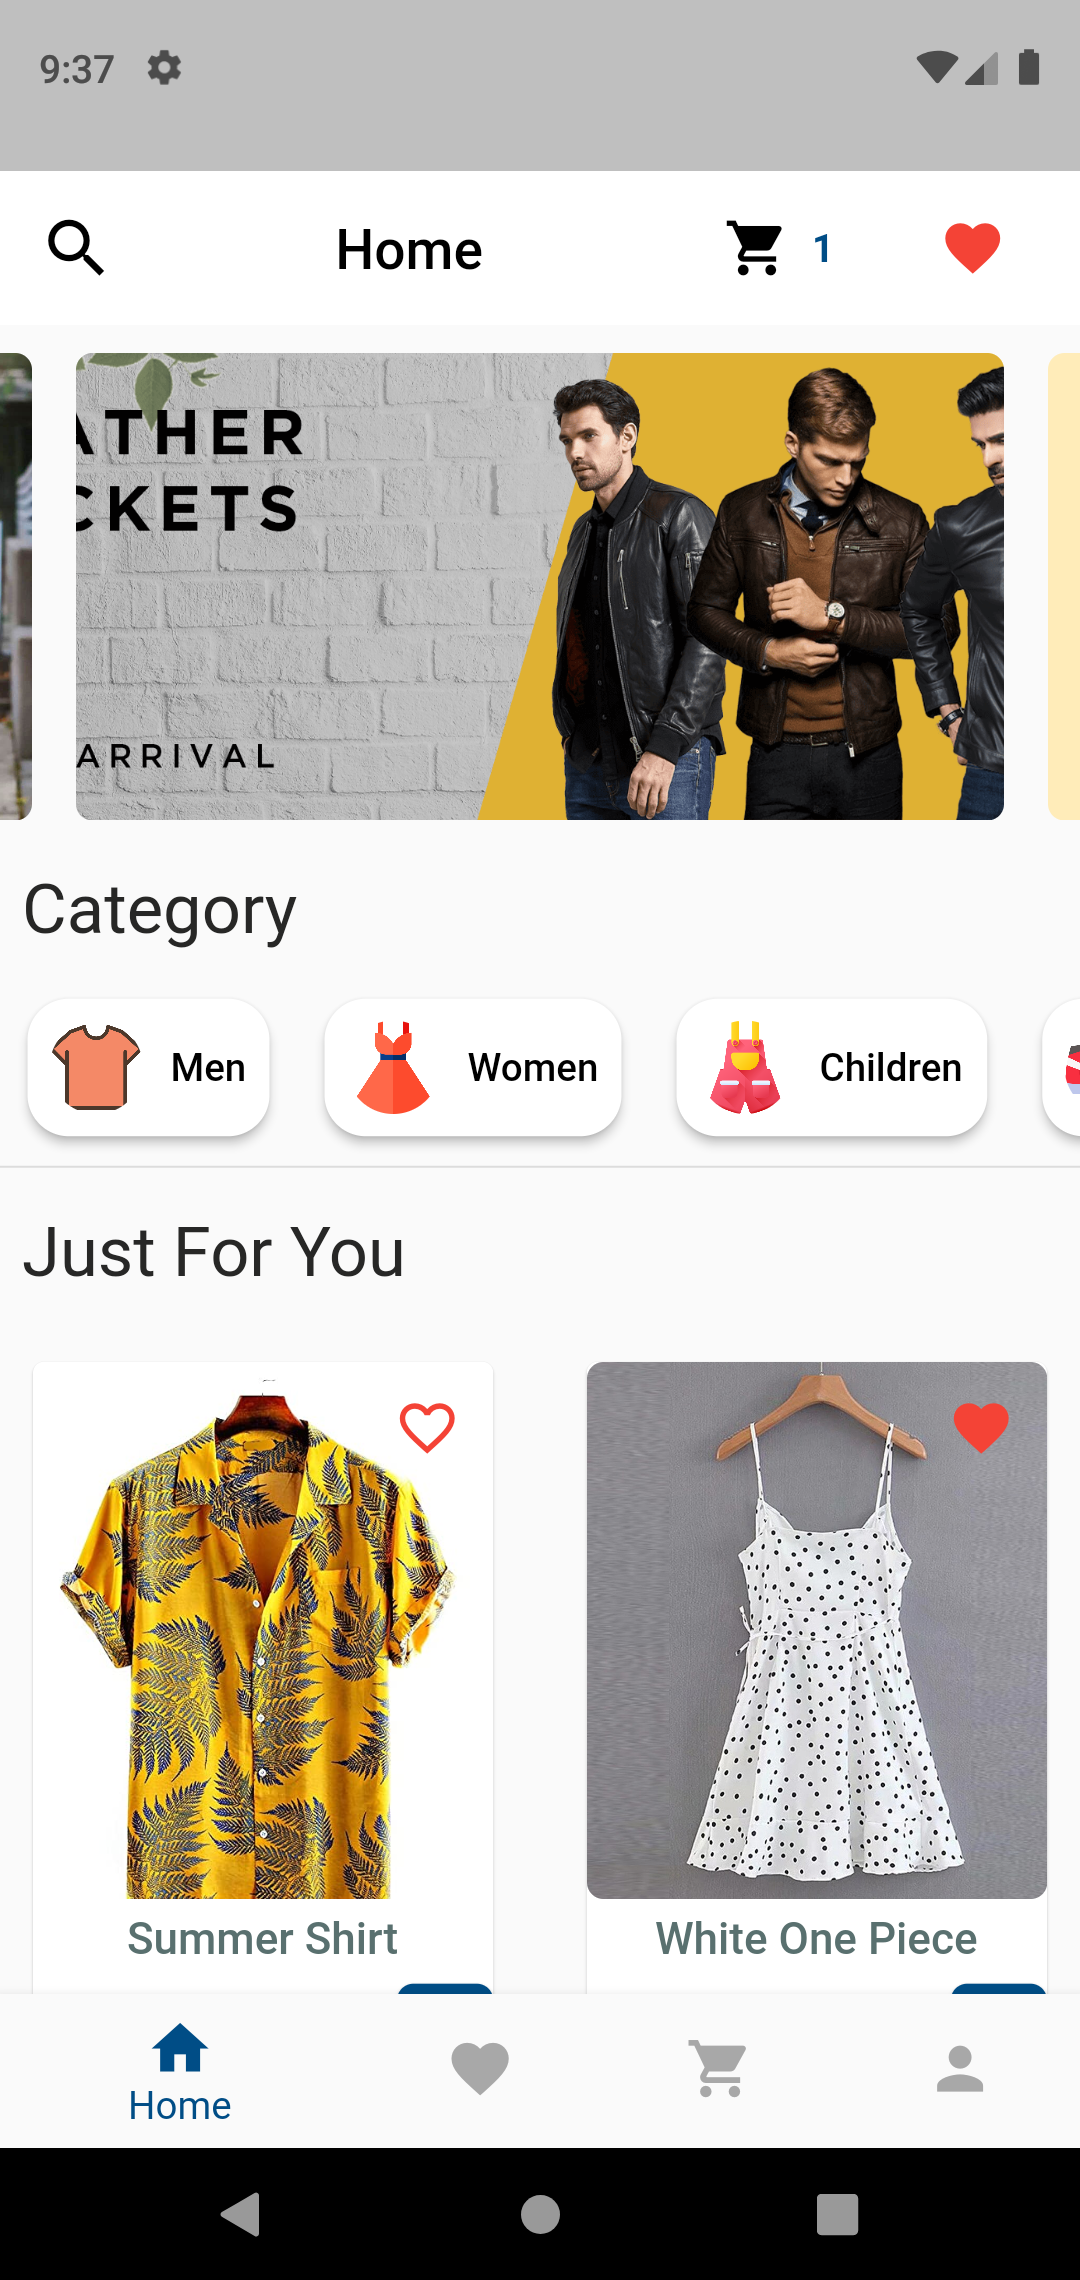 9:37
Home
1
ATHER
CKETS
ARRIVAL
Category
Men
Women
Children
Just For You
Summer Shirt
White One Piece
Home